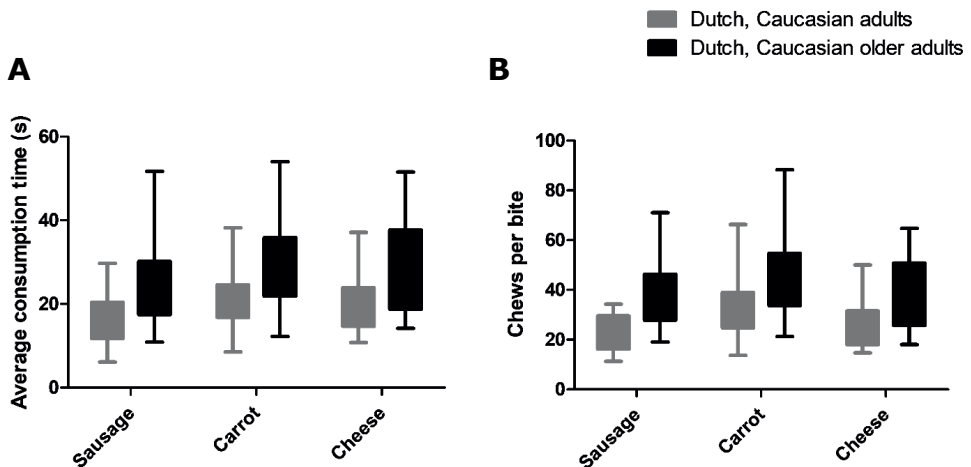 Dutch, Caucasian adults
Dutch, Caucasian older adults
A
Average consumption time (s)
60
40
20
0
Sausage
Carrot
Cheese
B
Chews per bite
100
80
60
40
20
0
Sausage
Carrot
Cheese